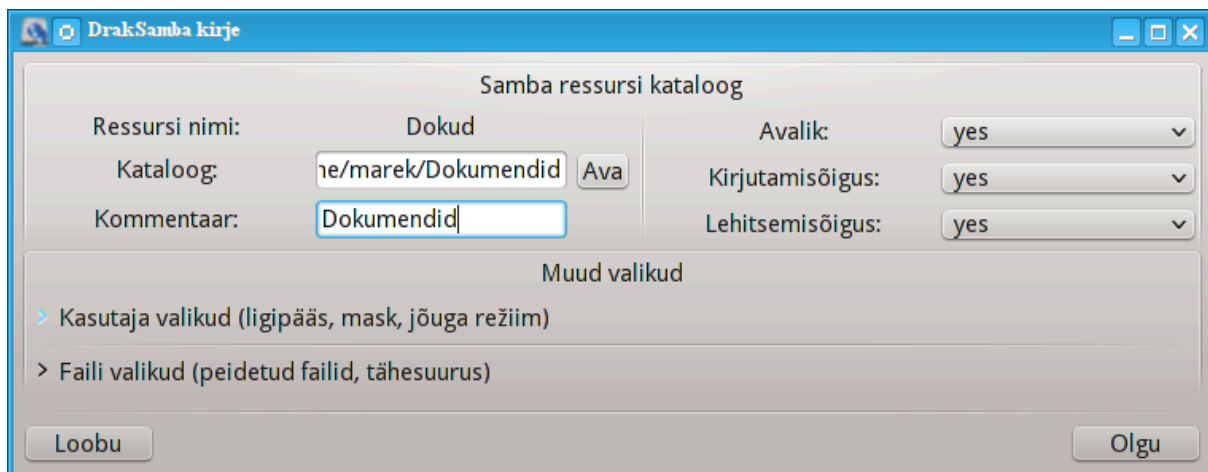 DrakSamba kirje
Samba ressursi kataloog
Ressursi nimi: Dokud
Kataloog: ne/marek/Dokumendid Ava
Kommentaar: Dokumendid
Avalik: yes
Kirjutamisõigus: yes
Lehitsemisõigus: yes
Muud valikud
Kasutaja valikud (ligipääs, mask, jõuga režiim)
Faili valikud (peidetud failid, tähesuurus)
Loobu Olgu